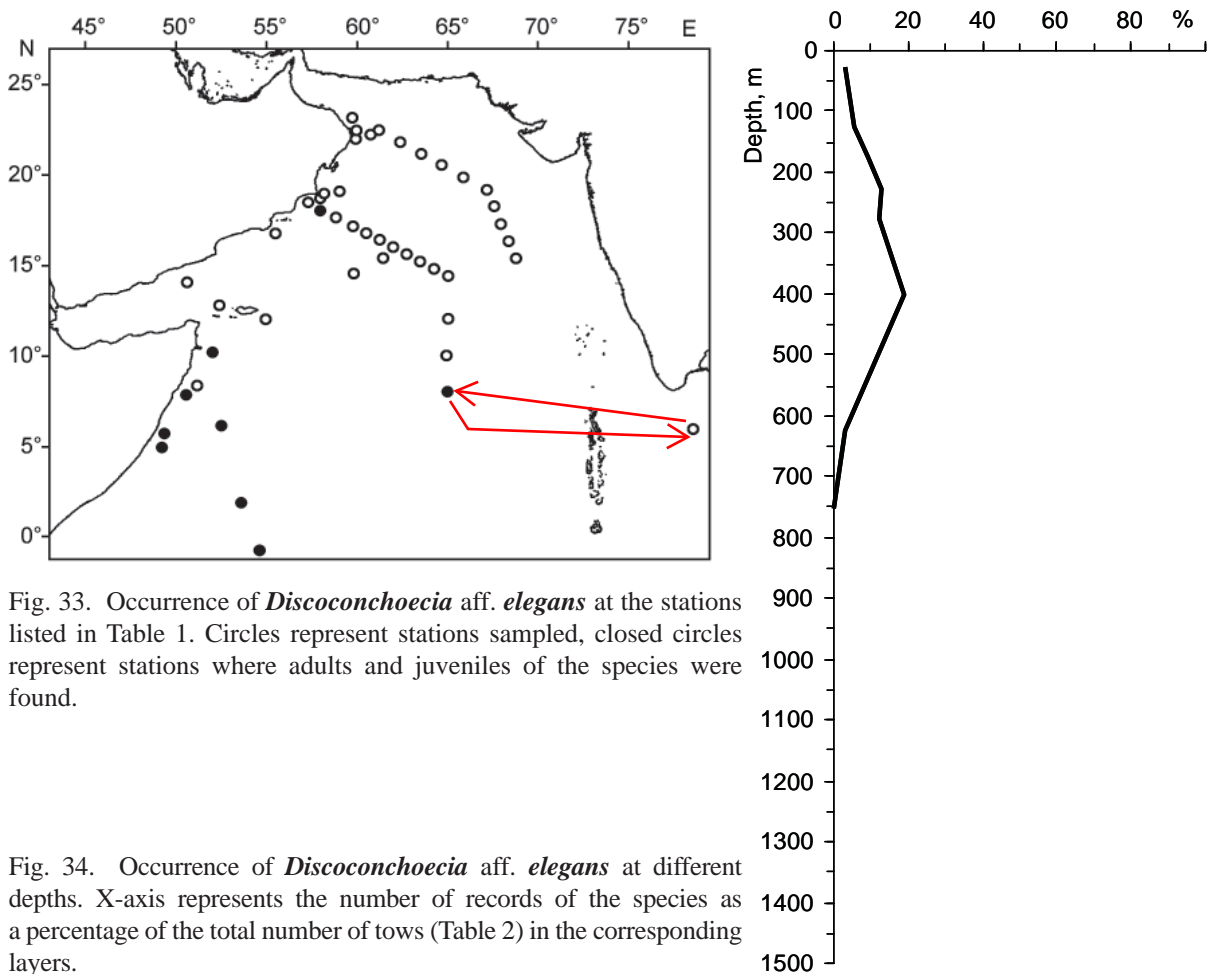 45° 50° 55° 60° 65° 70° 75° E
N
25°
20°
15°
10°
5°
0°
Fig. 33. Occurrence of Discoconchoecia aff. elegans at the stations
listed in Table 1. Circles represent stations sampled, closed circles
represent stations where adults and juveniles of the species were
found.
Fig. 34. Occurrence of Discoconchoecia aff. elegans at different
depths. X-axis represents the number of records of the species as
a percentage of the total number of tows (Table 2) in the corresponding
layers.
0 20 40 60 80 %
Depth, m
0
100
200
300
400
500
600
700
800
900
1000
1100
1200
1300
1400
1500